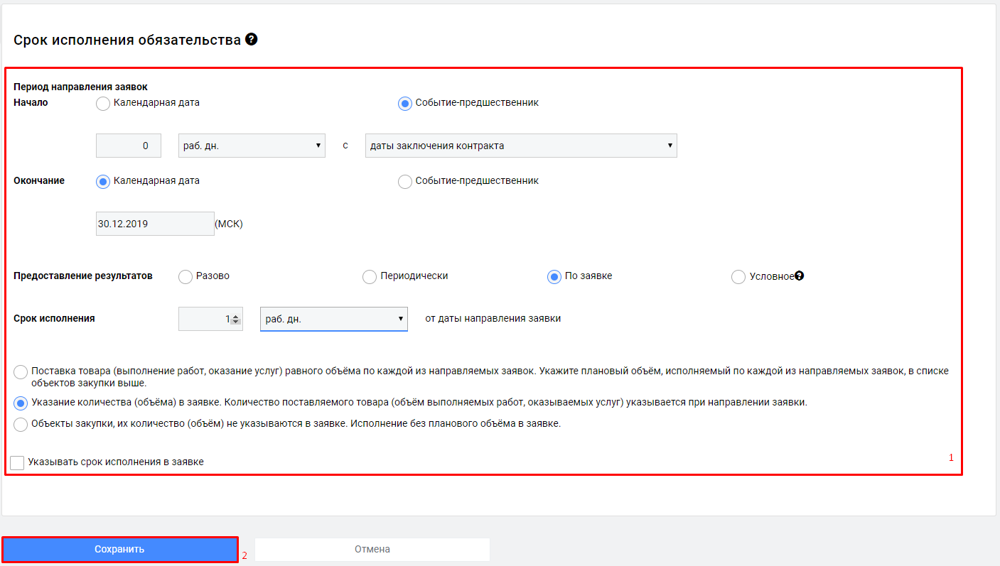 Срок исполнения обязательства ?
Период направления заявок
Начало Календарная дата Событие-предшественник
0 раб. дн. с даты заключения контракта
Окончание Календарная дата Событие-предшественник
30.12.2019 (МСК)
Предоставление результатов Разово Периодически По заявке Условное ?
Срок исполнения 1 раб. дн. от даты направления заявки
Поставка товара (выполнение работ, оказание услуг) равного объёма по каждой из направляемых заявок. Укажите плановый объём, исполняемый по каждой из направляемых заявок, в списке
объектов закупки выше.
Указание количества (объёма) в заявке. Количество поставляемого товара (объём выполняемых работ, оказываемых услуг) указывается при направлении заявки.
Объекты закупки, их количество (объём) не указываются в заявке. Исполнение без планового объёма в заявке.
Указывать срок исполнения в заявке
1
Сохранить 2 Отмена